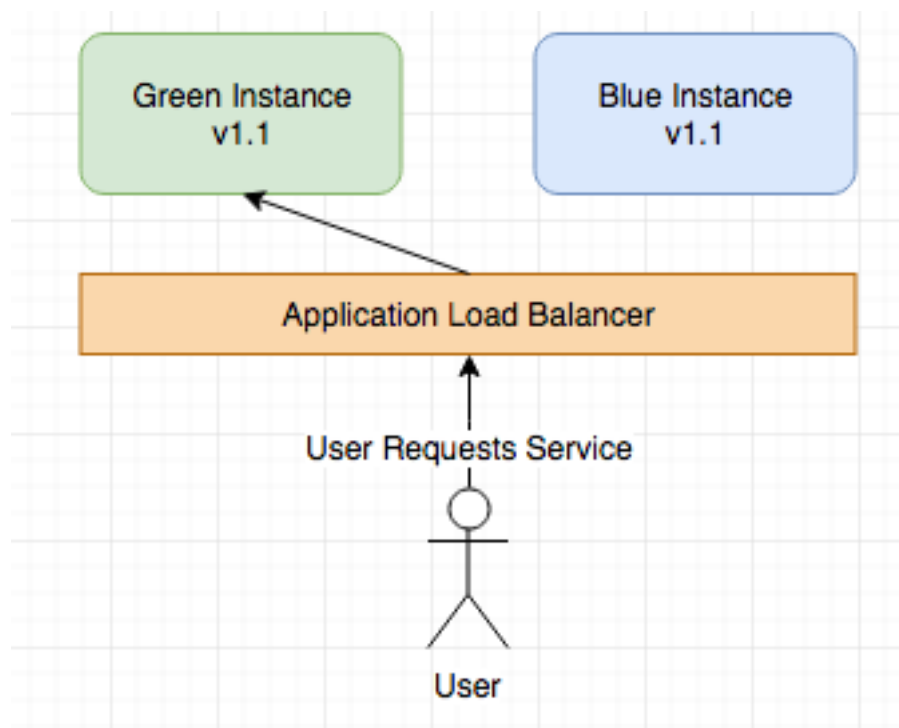 Green Instance
v1.1
Blue Instance
v1.1
Application Load Balancer
User Requests Service
User